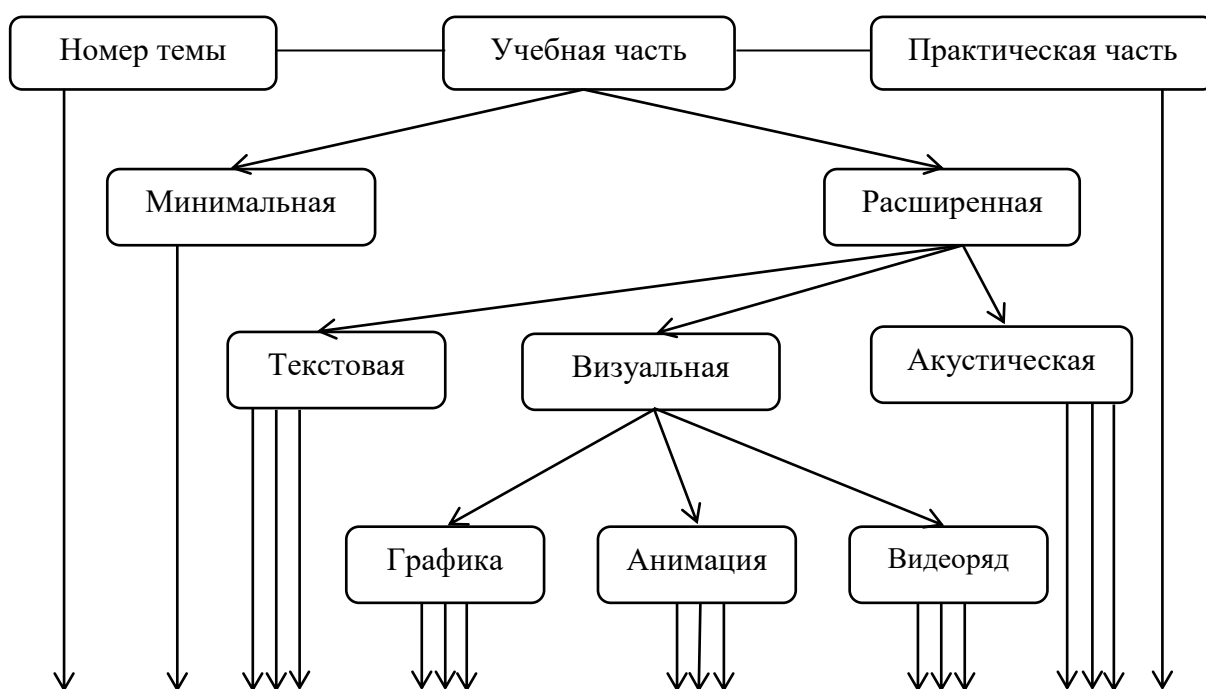 Номер темы
Учебная часть
Практическая часть
Минимальная
Расширенная
Текстовая
Визуальная
Акустическая
Графика
Анимация
Видеоряд